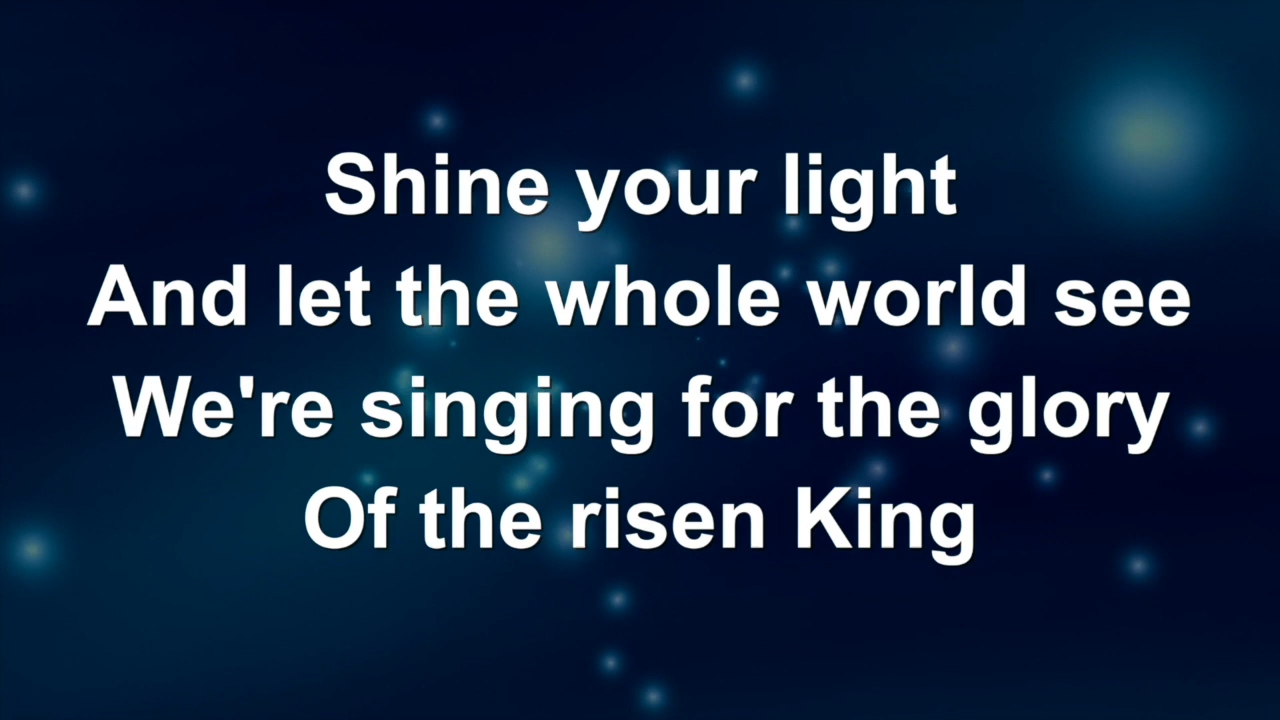 Shine your light
And let the whole world see
We're singing for the glory
Of the risen King